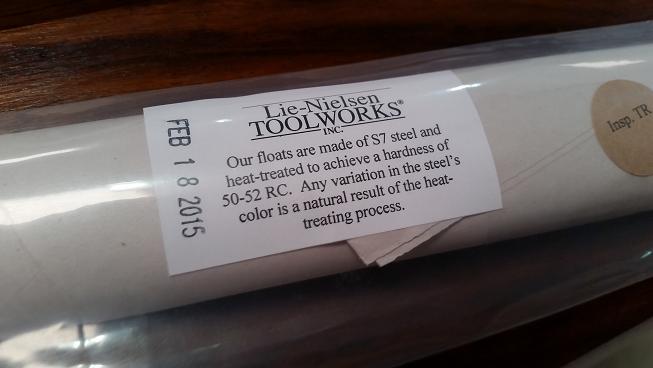 Lie-Nielsen
TOOLWORKS®
INC.
Our floats are made of S7 steel and
heat-treated to achieve a hardness of
50-52 RC. Any variation in the steel's
color is a natural result of the heat-
treating process.
FEB 18 2015
Insp. TR